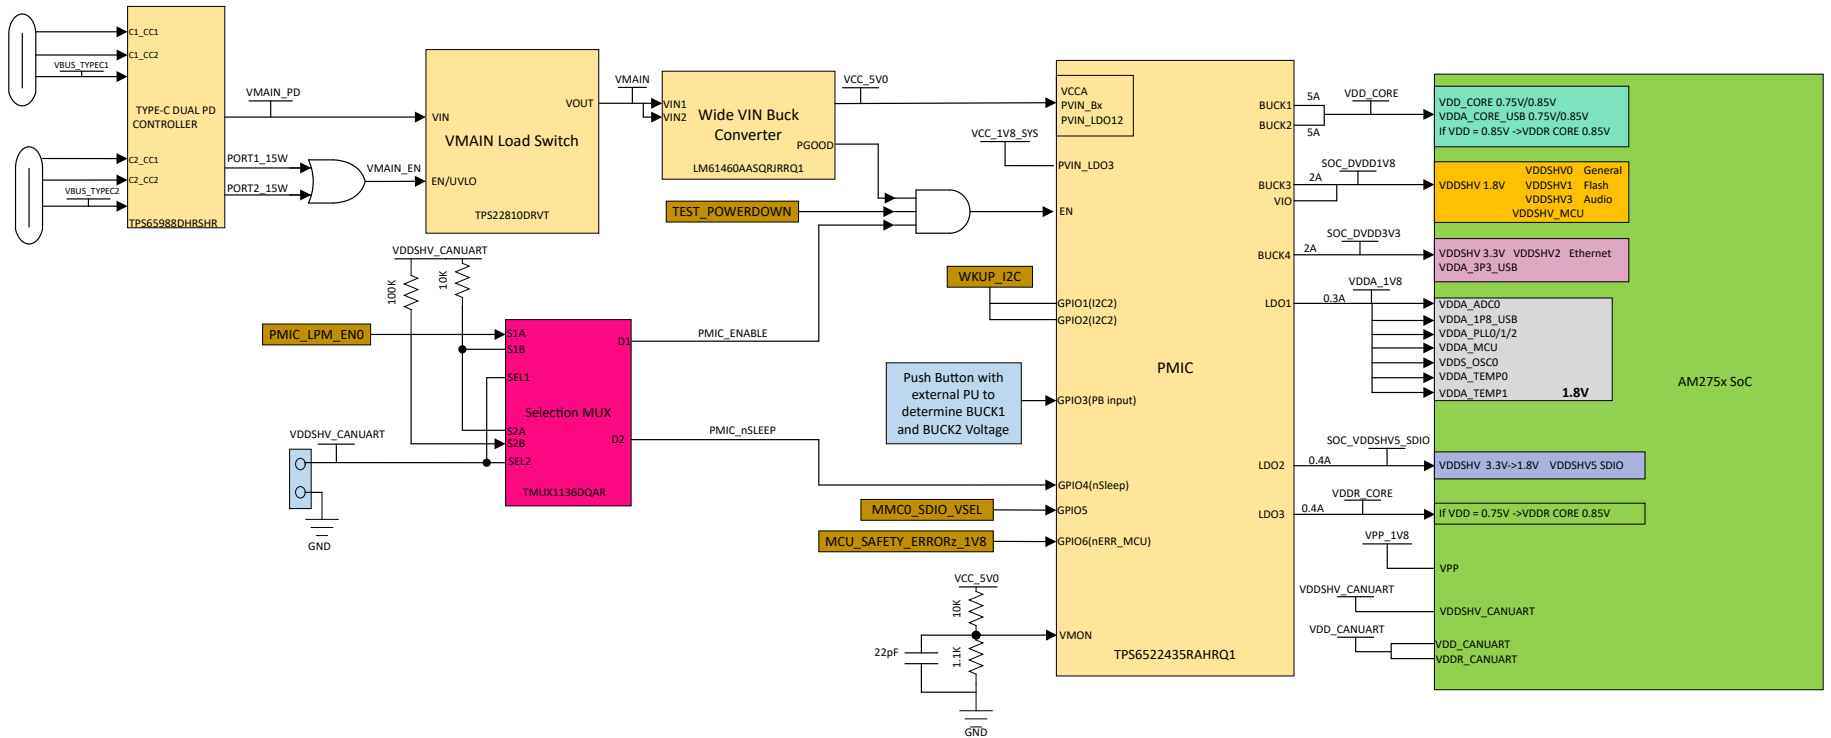 C1_CC1
C1_CC2
VBUS_TYPEC1
TYPE-C DUAL PD
CONTROLLER
C2_CC1
C2_CC2
VBUS_TYPEC2
TPS65988DHRSHR
VMAIN_PD
PORT1_15W
PORT2_15W
VMAIN_EN
VIN
VOUT
VMAIN Load Switch
EN/UVLO
TPS22810DRVT
VMAIN
VIN1
VIN2
Wide VIN Buck
Converter
PGOOD
LM61460AASQRJRRQ1
VCC_5V0
VCC_1V8_SYS
TEST_POWERDOWN
WKUP_I2C
VDDSHV_CANUART
100K
10K
PMIC_LPM_EN0
S1A
S1B
SEL1
Selection MUX
S2A
S2B
SEL2
D1
D2
TMUX1136DQAR
PMIC_ENABLE
PMIC_nSLEEP
VDDSHV_CANUART
GND
Push Button with
external PU to
determine BUCK1
and BUCK2 Voltage
MMC0_SDIO_VSEL
MCU_SAFETY_ERRORz_1V8
VCC_5V0
10K
22pF
1.1K
GND
VCCA
PVIN_Bx
PVIN_LDO12
PVIN_LDO3
EN
GPIO1(I2C2)
GPIO2(I2C2)
PMIC
GPIO3(PB input)
GPIO4(nSleep)
GPIO5
GPIO6(nERR_MCU)
VMON
TPS6522435RAHRQ1
BUCK1
BUCK2
BUCK3
VIO
BUCK4
LDO1
LDO2
LDO3
5A
5A
VDD_CORE
2A
SOC_DVDD1V8
2A
SOC_DVDD3V3
0.3A
VDDA_1V8
0.4A
SOC_VDDSHV5_SDIO
0.4A
VDDR_CORE
VPP_1V8
VDDSHV_CANUART
VDD_CANUART
VDD_CORE 0.75V/0.85V
VDDA_CORE_USB 0.75V/0.85V
If VDD = 0.85V ->VDDR CORE 0.85V
VDDSHV0 General
VDDSHV 1.8V VDDSHV1 Flash
VDDSHV3 Audio
VDDSHV_MCU
VDDSHV 3.3V VDDSHV2 Ethernet
VDDA_3P3_USB
VDDA_ADC0
VDDA_1P8_USB
VDDA_PLL0/1/2
VDDA_MCU
VDDS_OSC0
VDDA_TEMP0
VDDA_TEMP1 1.8V
AM275x SoC
VDDSHV 3.3V->1.8V VDDSHV5 SDIO
If VDD = 0.75V ->VDDR CORE 0.85V
VPP
VDDSHV_CANUART
VDD_CANUART
VDDR_CANUART